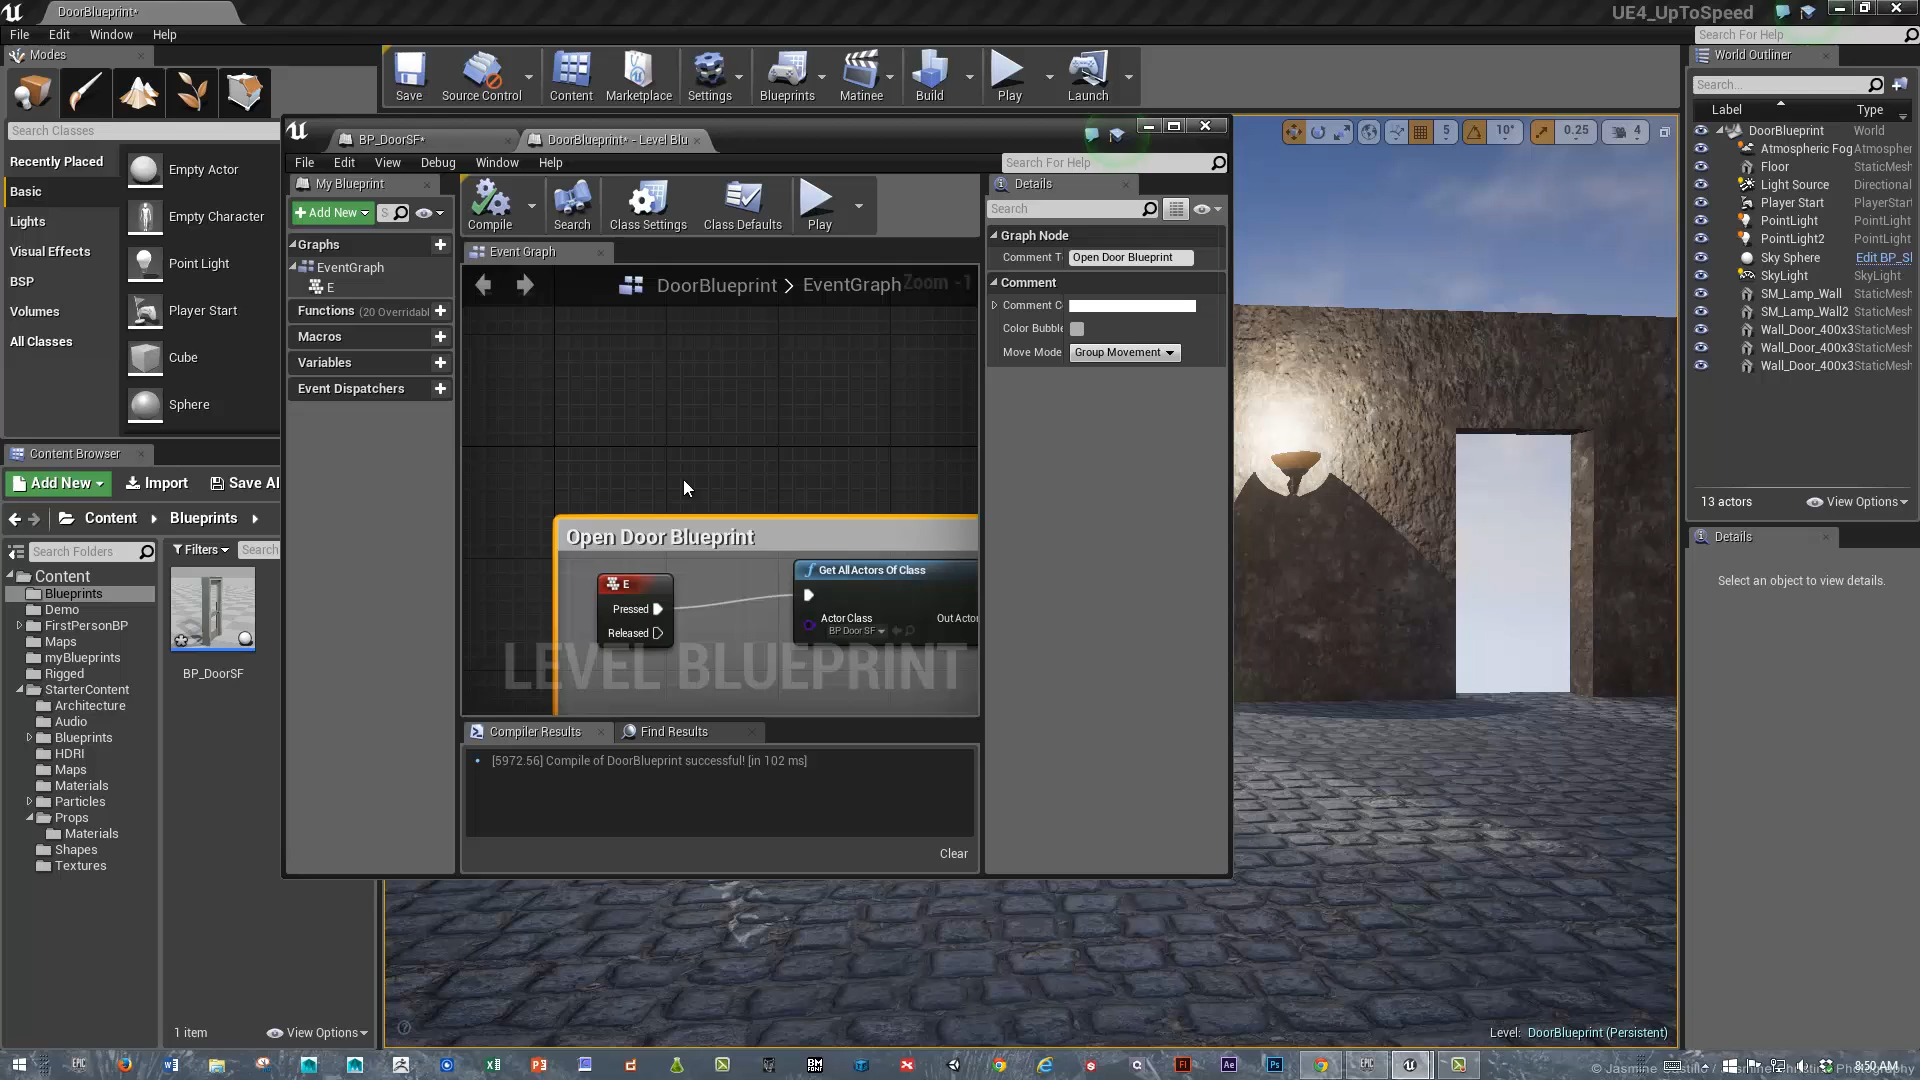 DoorBlueprint*
UE4_UpToSpeed
File Edit Window Help
Search For Help
Modes
World Outliner
Save Source Control Content Marketplace Settings Blueprints Matinee Build Play Launch
Search Classes
Search...
Label Type
Recently Placed
Basic
Lights
Visual Effects
BSP
Volumes
All Classes
Empty Actor
Empty Character
Point Light
Player Start
Cube
Sphere
BP_DoorSF*
DoorBlueprint* - Level Blu
File Edit View Debug Window Help
Search For Help
My Blueprint
+ Add New
S
Graphs
EventGraph
E
Functions (20 Overridabl
Macros
Variables
Event Dispatchers
Compile Search Class Settings Class Defaults Play
Event Graph
DoorBlueprint > EventGraph Zoom -1
Open Door Blueprint
E
Pressed
Released
Get All Actors Of Class
Actor Class
BP Door SF
Out Actor
LEVEL BLUEPRINT
Compiler Results
Find Results
[5972.56] Compile of DoorBlueprint successful! [in 102 ms]
Clear
Details
Search
Graph Node
Comment T Open Door Blueprint
Comment
Comment C
Color Bubble
Move Mode Group Movement
5 10° 0.25 4
DoorBlueprint World
Atmospheric Fog Atmospher
Floor StaticMesh
Light Source Directional
Player Start PlayerStart
PointLight PointLight
PointLight2 PointLight
Sky Sphere Edit BP_Sk
SkyLight SkyLight
SM_Lamp_Wall StaticMesh
SM_Lamp_Wall2 StaticMesh
Wall_Door_400x3 StaticMesh
Wall_Door_400x3 StaticMesh
Wall_Door_400x3 StaticMesh
13 actors
View Options
Details
Select an object to view details.
Content Browser
Add New Import Save Al
Content Blueprints
Search Folders
Filters
Search
Content
Blueprints
Demo
FirstPersonBP
Maps
myBlueprints
Rigged
StarterContent
Architecture
Audio
Blueprints
HDRI
Maps
Materials
Particles
Props
Materials
Shapes
Textures
BP_DoorSF
1 item
View Options
Level: DoorBlueprint (Persistent)
8:50 AM